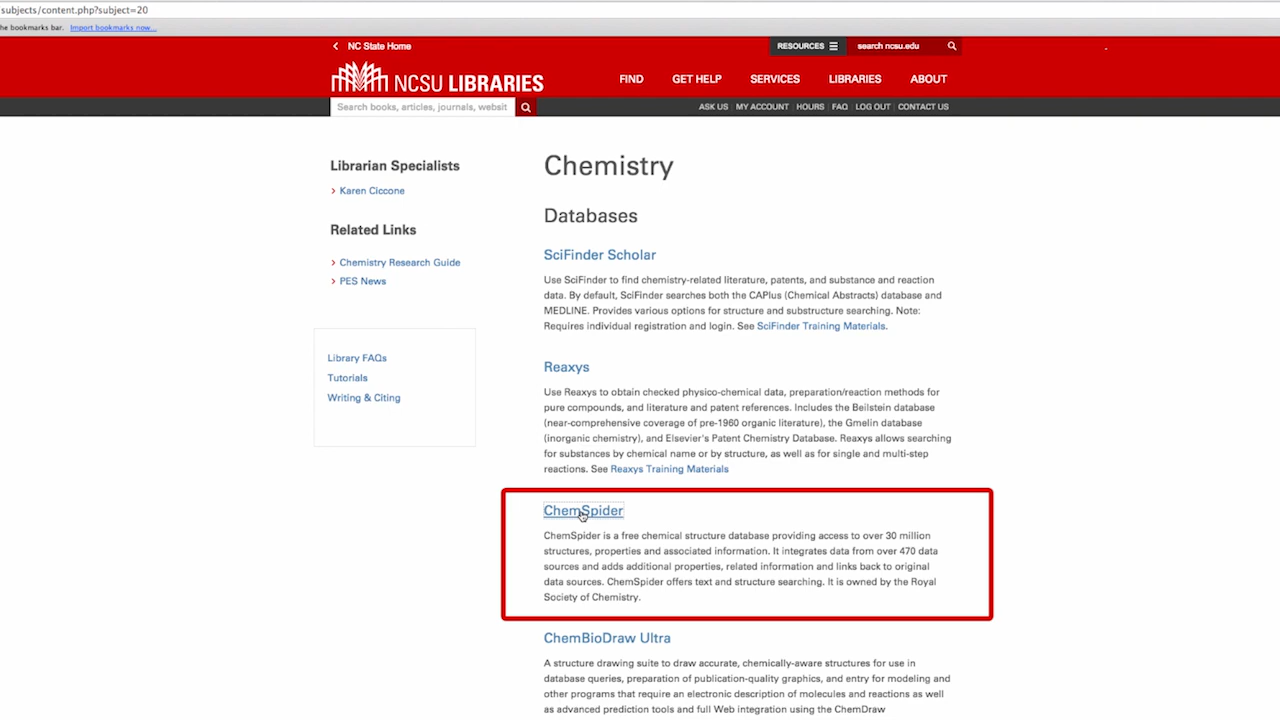 subjects/content.php?subject=20
he bookmarks bar. Import bookmarks now...
NC State Home
RESOURCES
search ncsu.edu
NCSU LIBRARIES
FIND GET HELP SERVICES LIBRARIES ABOUT
Search books, articles, journals, websit
ASK US MY ACCOUNT HOURS FAQ LOG OUT CONTACT US
Librarian Specialists
Karen Ciccone
Related Links
Chemistry Research Guide
PES News
Library FAQs
Tutorials
Writing & Citing
Chemistry
Databases
SciFinder Scholar
Use SciFinder to find chemistry-related literature, patents, and substance and reaction
data. By default, SciFinder searches both the CAPlus (Chemical Abstracts) database and
MEDLINE. Provides various options for structure and substructure searching. Note:
Requires individual registration and login. See SciFinder Training Materials.
Reaxys
Use Reaxys to obtain checked physico-chemical data, preparation/reaction methods for
pure compounds, and literature and patent references. Includes the Beilstein database
(near-comprehensive coverage of pre-1960 organic literature), the Gmelin database
(inorganic chemistry), and Elsevier's Patent Chemistry Database. Reaxys allows searching
for substances by chemical name or by structure, as well as for single and multi-step
reactions. See Reaxys Training Materials
ChemSpider
ChemSpider is a free chemical structure database providing access to over 30 million
structures, properties and associated information. It integrates data from over 470 data
sources and adds additional properties, related information and links back to original
data sources. ChemSpider offers text and structure searching. It is owned by the Royal
Society of Chemistry.
ChemBioDraw Ultra
A structure drawing suite to draw accurate, chemically-aware structures for use in
database queries, preparation of publication-quality graphics, and entry for modeling and
other programs that require an electronic description of molecules and reactions as well
as advanced prediction tools and full Web integration using the ChemDraw